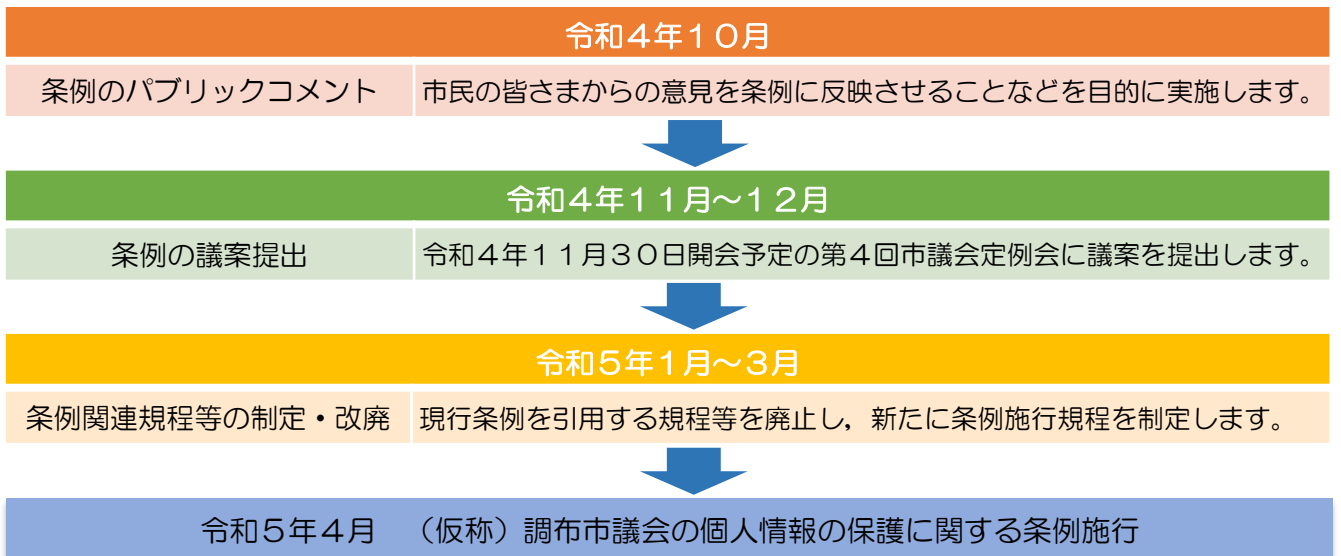 令和４年１０月
条例のパブリックコメント
市民の皆さまからの意見を条例に反映させることなどを目的に実施します。
令和４年１１月～１２月
条例の議案提出
令和４年１１月３０日開会予定の第４回市議会定例会に議案を提出します。
令和５年１月～３月
条例関連規程等の制定・改廃
現行条例を引用する規程等を廃止し，新たに条例施行規程を制定します。
令和５年４月　（仮称）調布市議会の個人情報の保護に関する条例施行